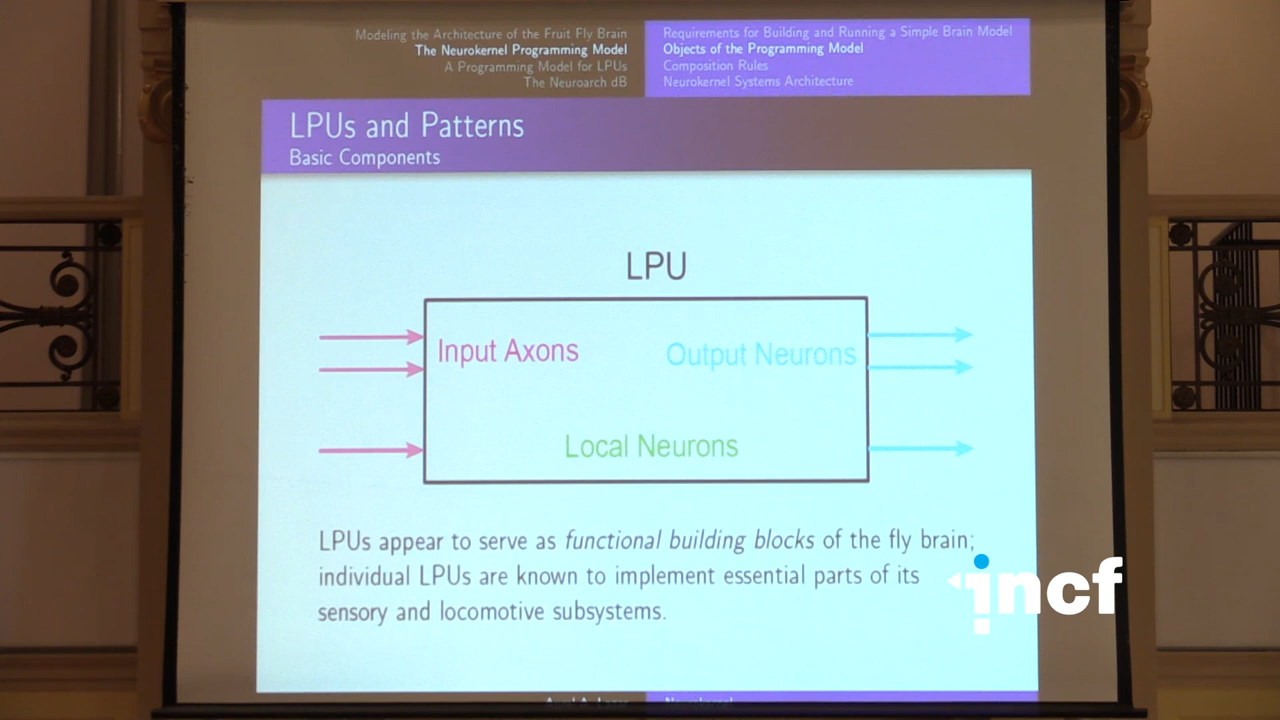 Modeling the Architecture of the Fruit Fly Brain
The Neurokernel Programming Model
A Programming Model for LPUs
The Neuroarch dB
Requirements for Building and Running a Simple Brain Model
Objects of the Programming Model
Composition Rules
Neurokernel Systems Architecture
LPUs and Patterns
Basic Components
LPU
Input Axons
Output Neurons
Local Neurons
LPUs appear to serve as functional building blocks of the fly brain;
individual LPUs are known to implement essential parts of its
sensory and locomotive subsystems.
incf